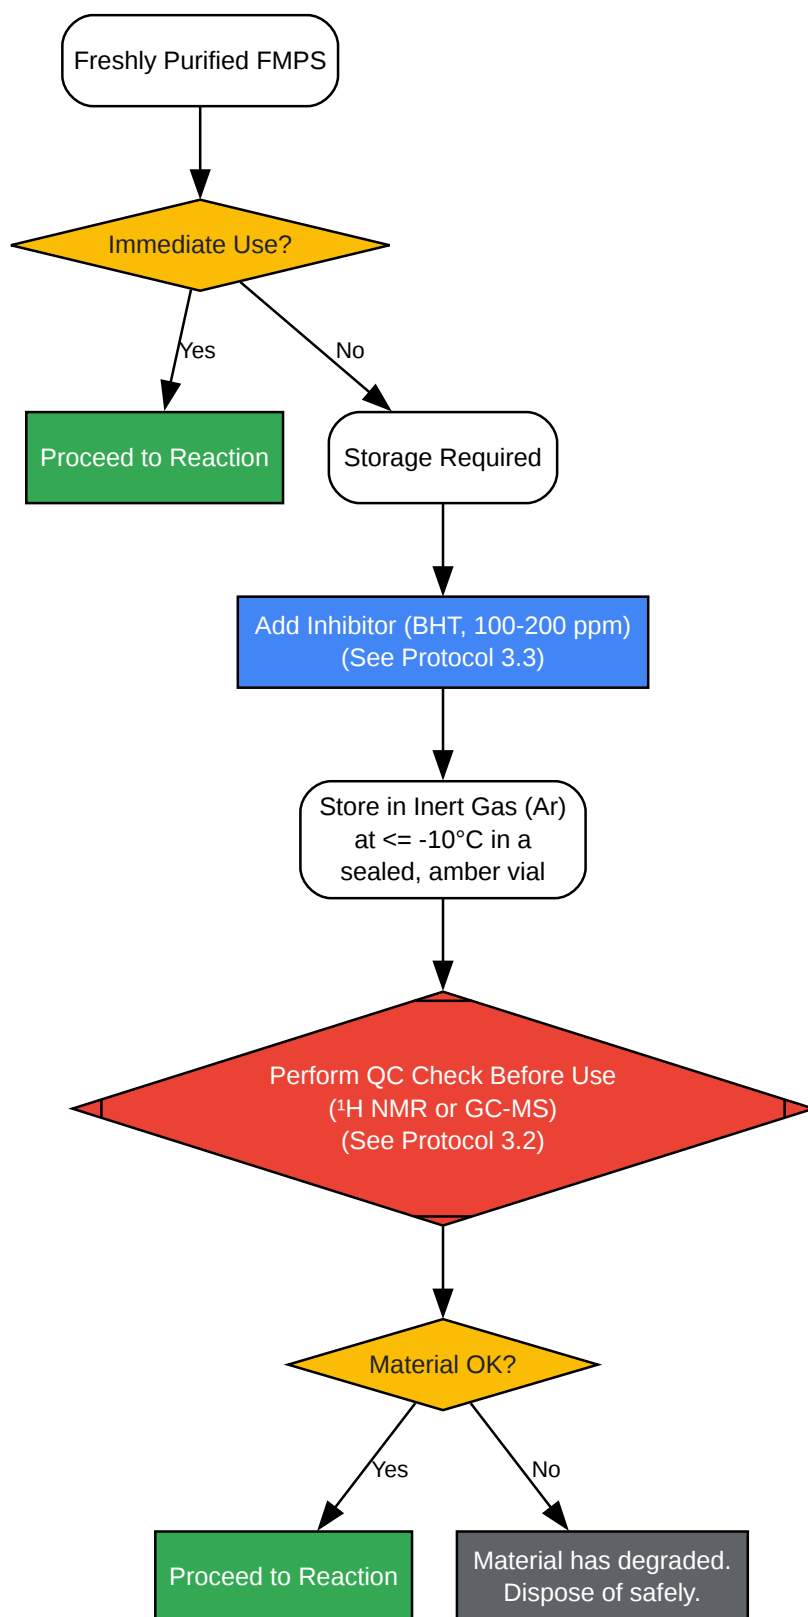 Freshly Purified FMPS
Immediate Use?
Yes
No
Proceed to Reaction
Storage Required
Add Inhibitor (BHT, 100-200 ppm)
(See Protocol 3.3)
Store in Inert Gas (Ar)
at <= -10°C in a
sealed, amber vial
Perform QC Check Before Use
(¹H NMR or GC-MS)
(See Protocol 3.2)
Material OK?
Yes
No
Proceed to Reaction
Material has degraded.
Dispose of safely.